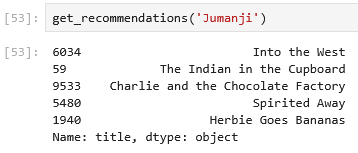 [53]: get_recommendations('Jumanji')
[53]: 6034 Into the West
59 The Indian in the Cupboard
9533 Charlie and the Chocolate Factory
5480 Spirited Away
1940 Herbie Goes Bananas
Name: title, dtype: object